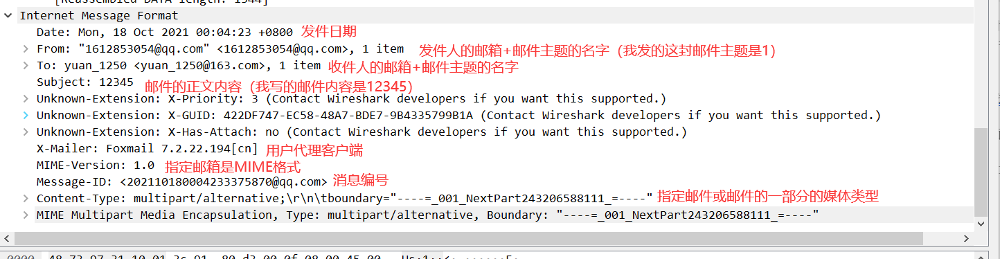 [Reassembled DATA length: 1344]
Internet Message Format
Date: Mon, 18 Oct 2021 00:04:23 +0800 发件日期
From: "1612853054@qq.com" <1612853054@qq.com>, 1 item 发件人的邮箱+邮件主题的名字（我发的这封邮件主题是1）
To: yuan_1250 <yuan_1250@163.com>, 1 item 收件人的邮箱+邮件主题的名字
Subject: 12345 邮件的正文内容（我写的邮件内容是12345）
Unknown-Extension: X-Priority: 3 (Contact Wireshark developers if you want this supported.)
Unknown-Extension: X-GUID: 422DF747-EC58-48A7-BDE7-9B4335799B1A (Contact Wireshark developers if you want this supported.)
Unknown-Extension: X-Has-Attach: no (Contact Wireshark developers if you want this supported.)
X-Mailer: Foxmail 7.2.22.194[cn] 用户代理客户端
MIME-Version: 1.0 指定邮箱是MIME格式
Message-ID: <202110180004233375870@qq.com> 消息编号
Content-Type: multipart/alternative;\r\n\tboundary="----=_001_NextPart243206588111_=----" 指定邮件或邮件的一部分的媒体类型
MIME Multipart Media Encapsulation, Type: multipart/alternative, Boundary: "----=_001_NextPart243206588111_=----"